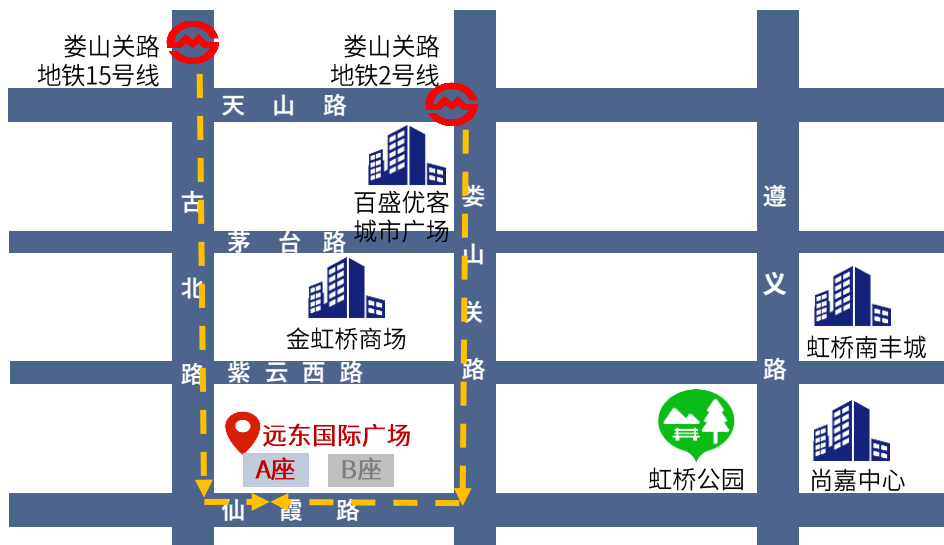 娄山关路
地铁15号线
娄山关路
地铁2号线
天山路
百盛优客
城市广场
古北路
娄山关路
遵义路
茅台路
金虹桥商场
虹桥南丰城
紫云西路
远东国际广场
A座
B座
虹桥公园
尚嘉中心
仙霞路